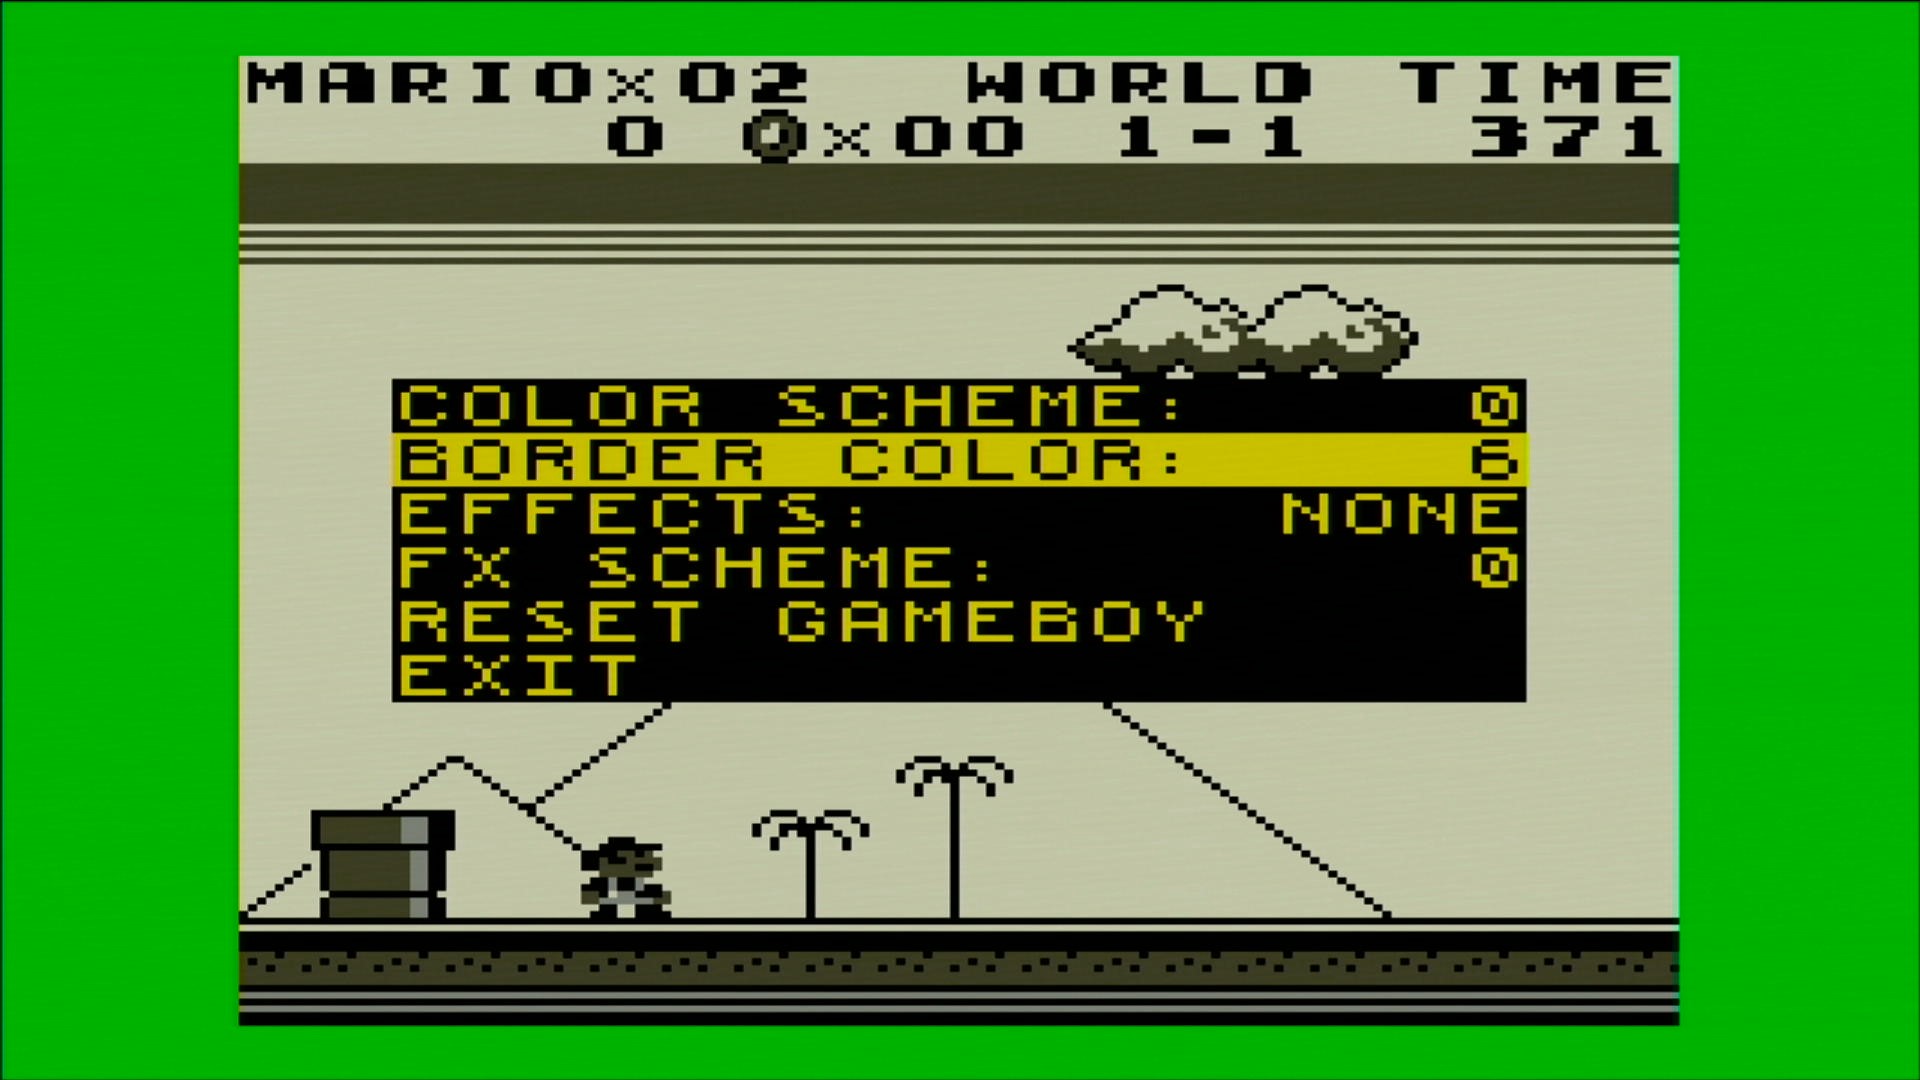 MARIO×02 WORLD TIME
0 ×00 1-1 371
COLOR SCHEME: 0
BORDER COLOR: 6
EFFECTS: NONE
FX SCHEME: 0
RESET GAMEBOY
EXIT